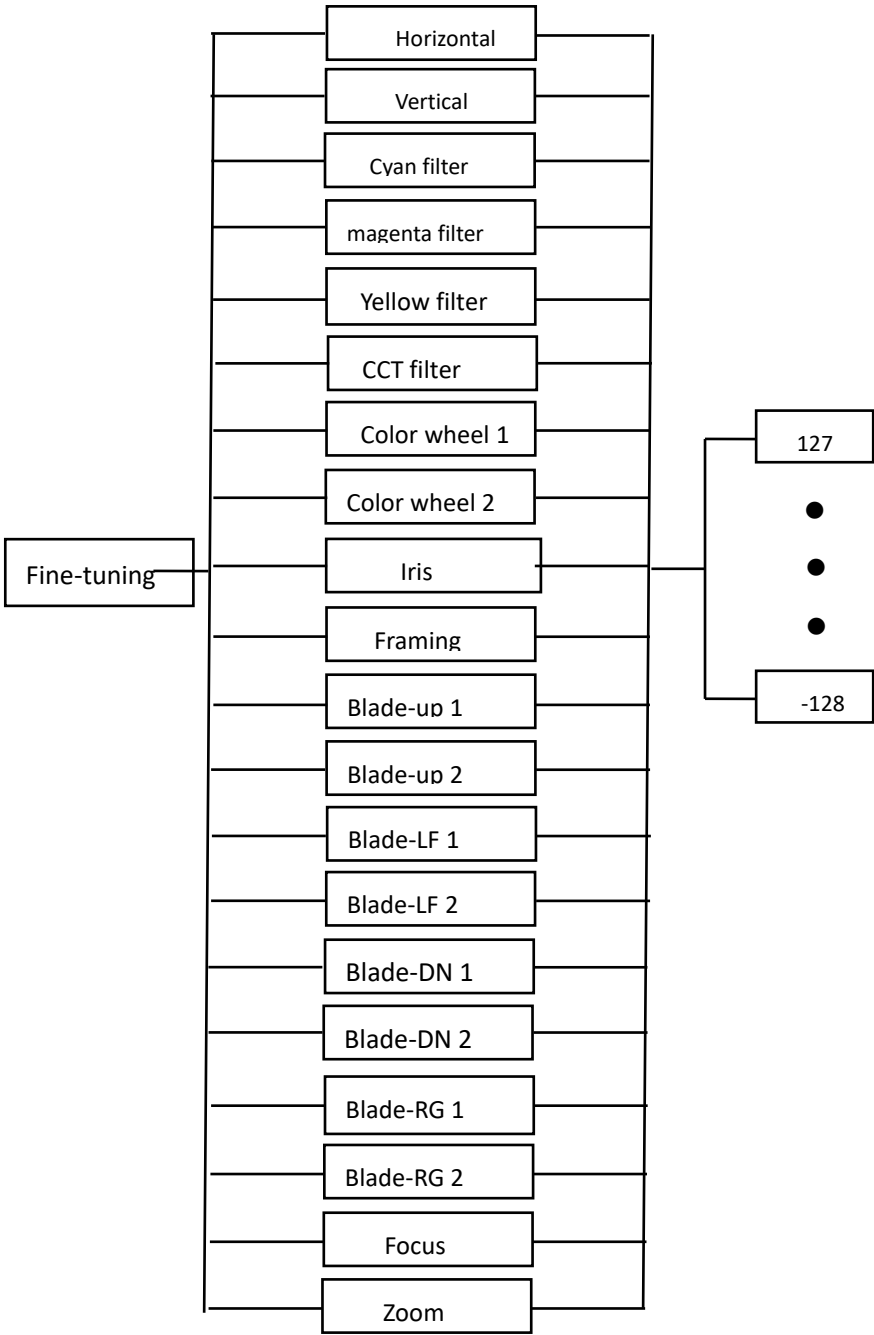 Horizontal
Vertical
Cyan filter
magenta filter
Yellow filter
CCT filter
Color wheel 1
127
Color wheel 2
Fine-tuning
Iris
Framing
Blade-up 1
-128
Blade-up 2
Blade-LF 1
Blade-LF 2
Blade-DN 1
Blade-DN 2
Blade-RG 1
Blade-RG 2
Focus
Zoom